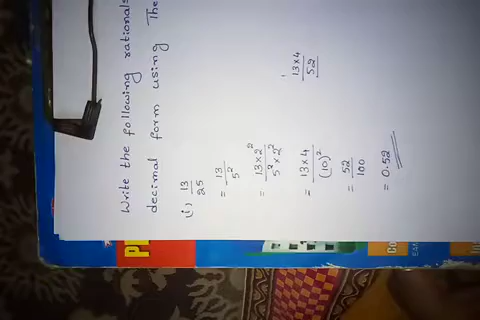 Write the following rationals
decimal form using The
(i) 13/25
= 13/5²
= 13×2²/5²×2²
= 13×4/(10)²
= 52/100
= 0.52
13×4
52